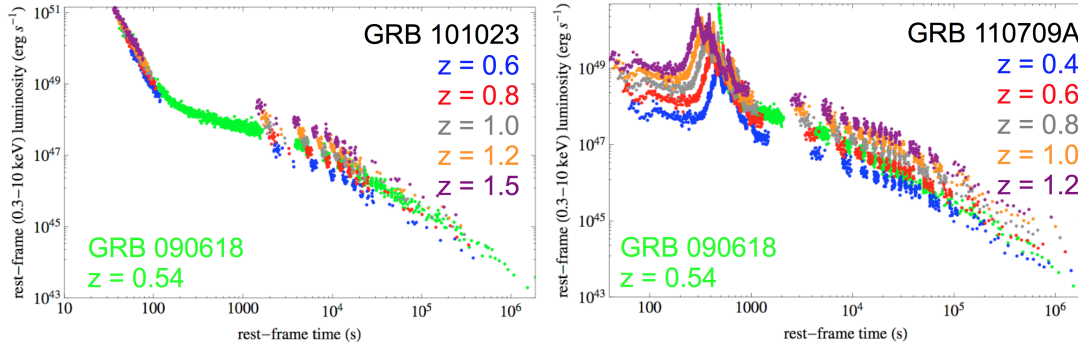 rest−frame (0.3−10 keV) luminosity (erg s⁻¹)
10⁵¹
10⁴⁹
10⁴⁷
10⁴⁵
10⁴³
GRB 101023
z = 0.6
z = 0.8
z = 1.0
z = 1.2
z = 1.5
GRB 090618
z = 0.54
10 100 1000 10⁴ 10⁵ 10⁶
rest−frame time (s)
rest−frame (0.3−10 keV) luminosity (erg s⁻¹)
10⁴⁹
10⁴⁷
10⁴⁵
10⁴³
GRB 110709A
z = 0.4
z = 0.6
z = 0.8
z = 1.0
z = 1.2
GRB 090618
z = 0.54
100 1000 10⁴ 10⁵ 10⁶
rest−frame time (s)